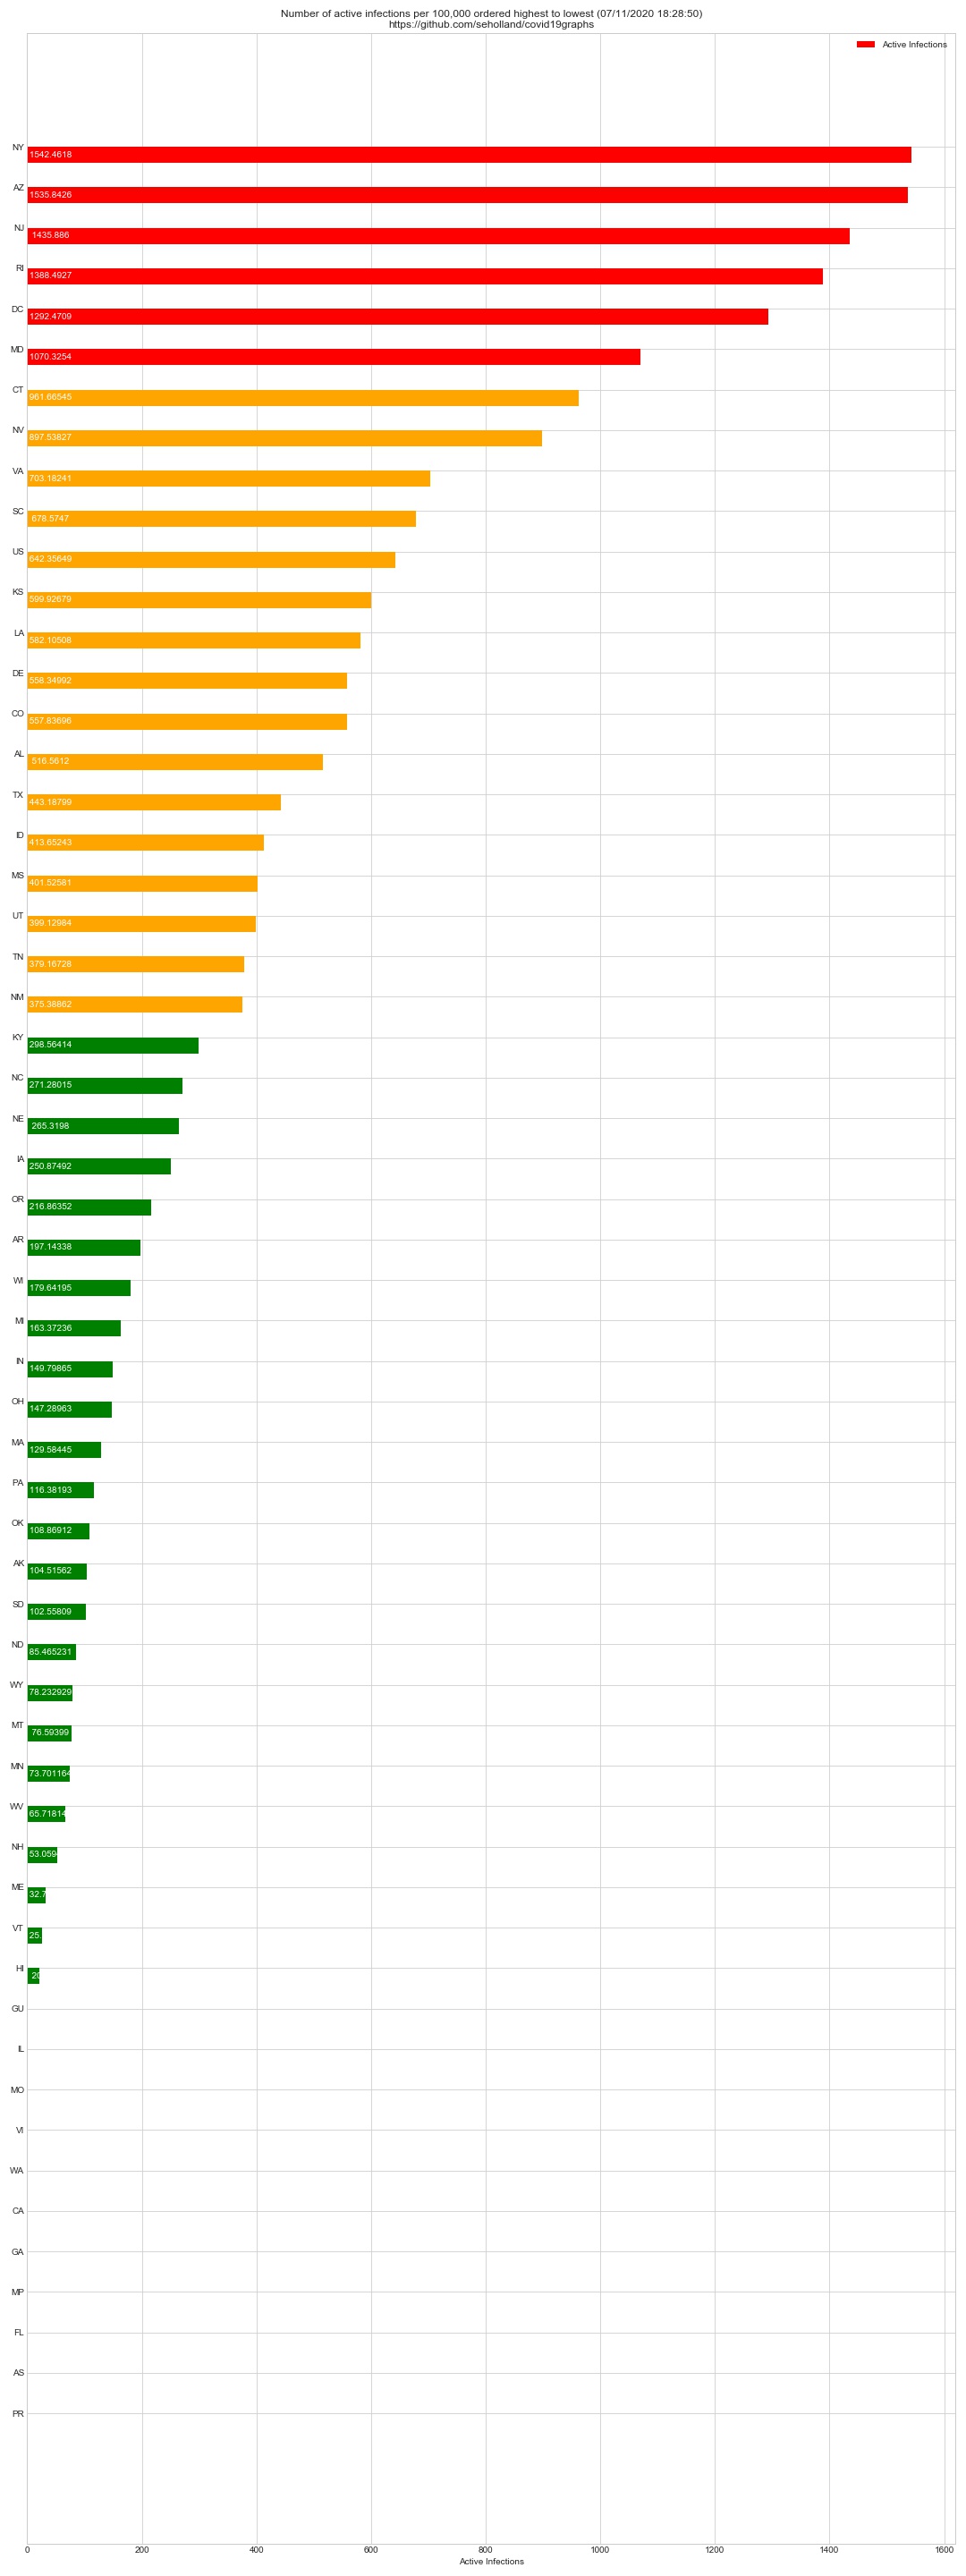 Number of active infections per 100,000 ordered highest to lowest (07/11/2020 18:28:50)
https://github.com/seholland/covid19graphs
Active Infections
NY 1542.4618
AZ 1535.8426
NJ 1435.886
RI 1388.4927
DC 1292.4709
MD 1070.3254
CT 961.66545
NV 897.53827
VA 703.18241
SC 678.5747
US 642.35649
KS 599.92679
LA 582.10508
DE 558.34992
CO 557.83696
AL 516.5612
TX 443.18799
ID 413.65243
MS 401.52581
UT 399.12984
TN 379.16728
NM 375.38862
KY 298.56414
NC 271.28015
NE 265.3198
IA 250.87492
OR 216.86352
AR 197.14338
WI 179.64195
MI 163.37236
IN 149.79865
OH 147.28963
MA 129.58445
PA 116.38193
OK 108.86912
AK 104.51562
SD 102.55809
ND 85.465231
WY 78.232929
MT 76.59399
MN 73.701164
WV 65.71814
NH 53.059
ME 32.7
VT 25.
HI 20
GU
IL
MO
VI
WA
CA
GA
MP
FL
AS
PR
0 200 400 600 800 1000 1200 1400 1600
Active Infections